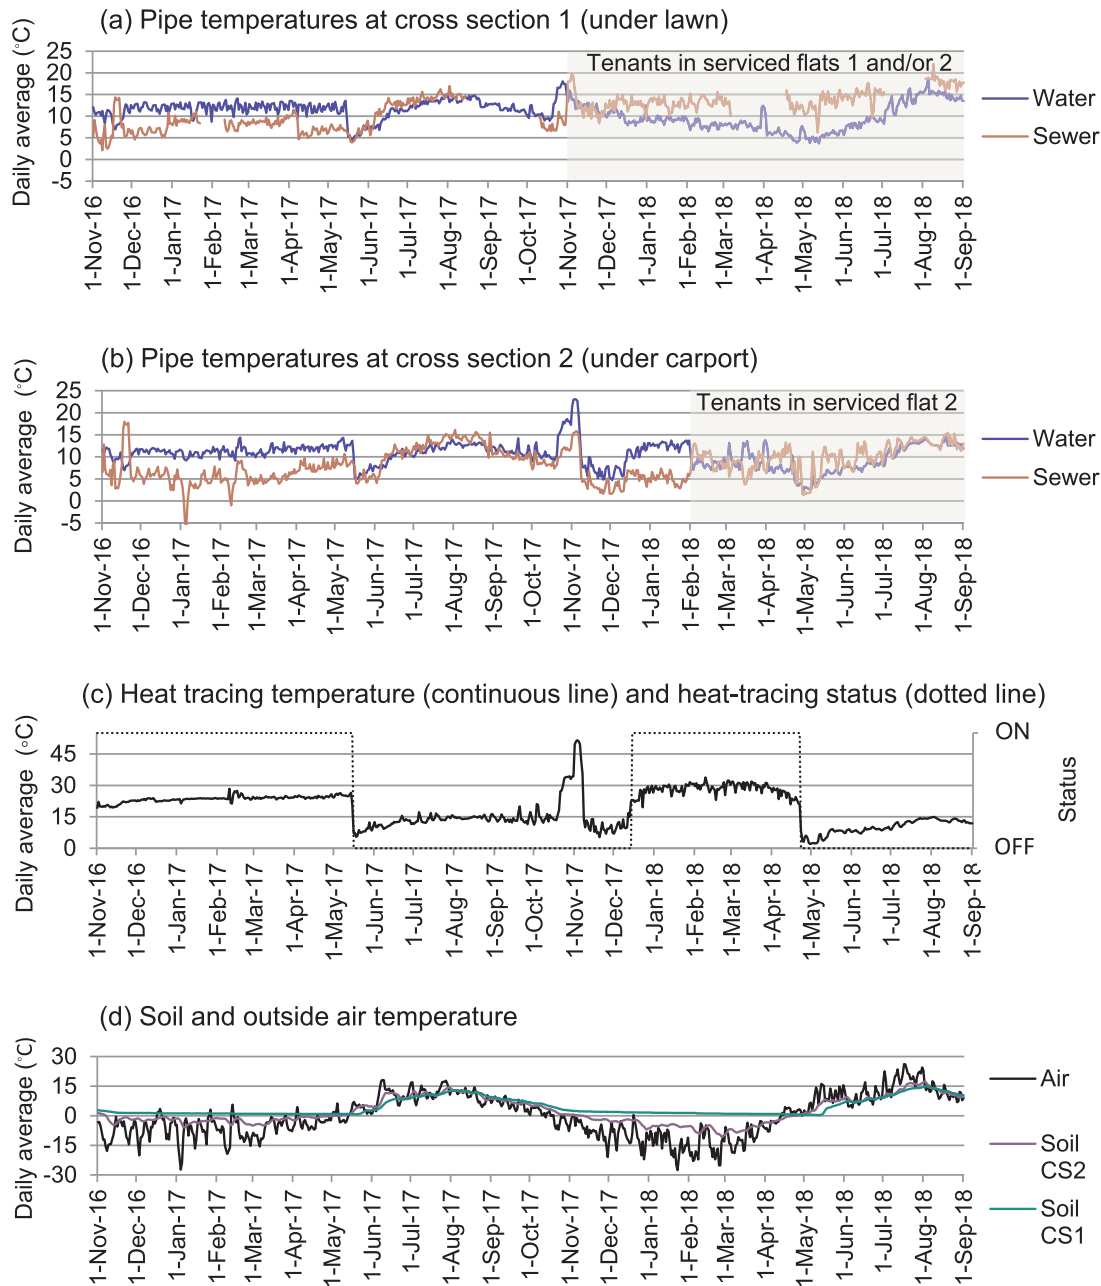 (a) Pipe temperatures at cross section 1 (under lawn)
Daily average (°C)
25
20
15
10
5
0
-5
Tenants in serviced flats 1 and/or 2
Water
Sewer
1-Nov-16
1-Dec-16
1-Jan-17
1-Feb-17
1-Mar-17
1-Apr-17
1-May-17
1-Jun-17
1-Jul-17
1-Aug-17
1-Sep-17
1-Oct-17
1-Nov-17
1-Dec-17
1-Jan-18
1-Feb-18
1-Mar-18
1-Apr-18
1-May-18
1-Jun-18
1-Jul-18
1-Aug-18
1-Sep-18
(b) Pipe temperatures at cross section 2 (under carport)
Daily average (°C)
25
20
15
10
5
0
-5
Tenants in serviced flat 2
Water
Sewer
1-Nov-16
1-Dec-16
1-Jan-17
1-Feb-17
1-Mar-17
1-Apr-17
1-May-17
1-Jun-17
1-Jul-17
1-Aug-17
1-Sep-17
1-Oct-17
1-Nov-17
1-Dec-17
1-Jan-18
1-Feb-18
1-Mar-18
1-Apr-18
1-May-18
1-Jun-18
1-Jul-18
1-Aug-18
1-Sep-18
(c) Heat tracing temperature (continuous line) and heat-tracing status (dotted line)
Daily average (°C)
45
30
15
0
ON
Status
OFF
1-Nov-16
1-Dec-16
1-Jan-17
1-Feb-17
1-Mar-17
1-Apr-17
1-May-17
1-Jun-17
1-Jul-17
1-Aug-17
1-Sep-17
1-Oct-17
1-Nov-17
1-Dec-17
1-Jan-18
1-Feb-18
1-Mar-18
1-Apr-18
1-May-18
1-Jun-18
1-Jul-18
1-Aug-18
1-Sep-18
(d) Soil and outside air temperature
Daily average (°C)
30
15
0
-15
-30
Air
Soil
CS2
Soil
CS1
1-Nov-16
1-Dec-16
1-Jan-17
1-Feb-17
1-Mar-17
1-Apr-17
1-May-17
1-Jun-17
1-Jul-17
1-Aug-17
1-Sep-17
1-Oct-17
1-Nov-17
1-Dec-17
1-Jan-18
1-Feb-18
1-Mar-18
1-Apr-18
1-May-18
1-Jun-18
1-Jul-18
1-Aug-18
1-Sep-18